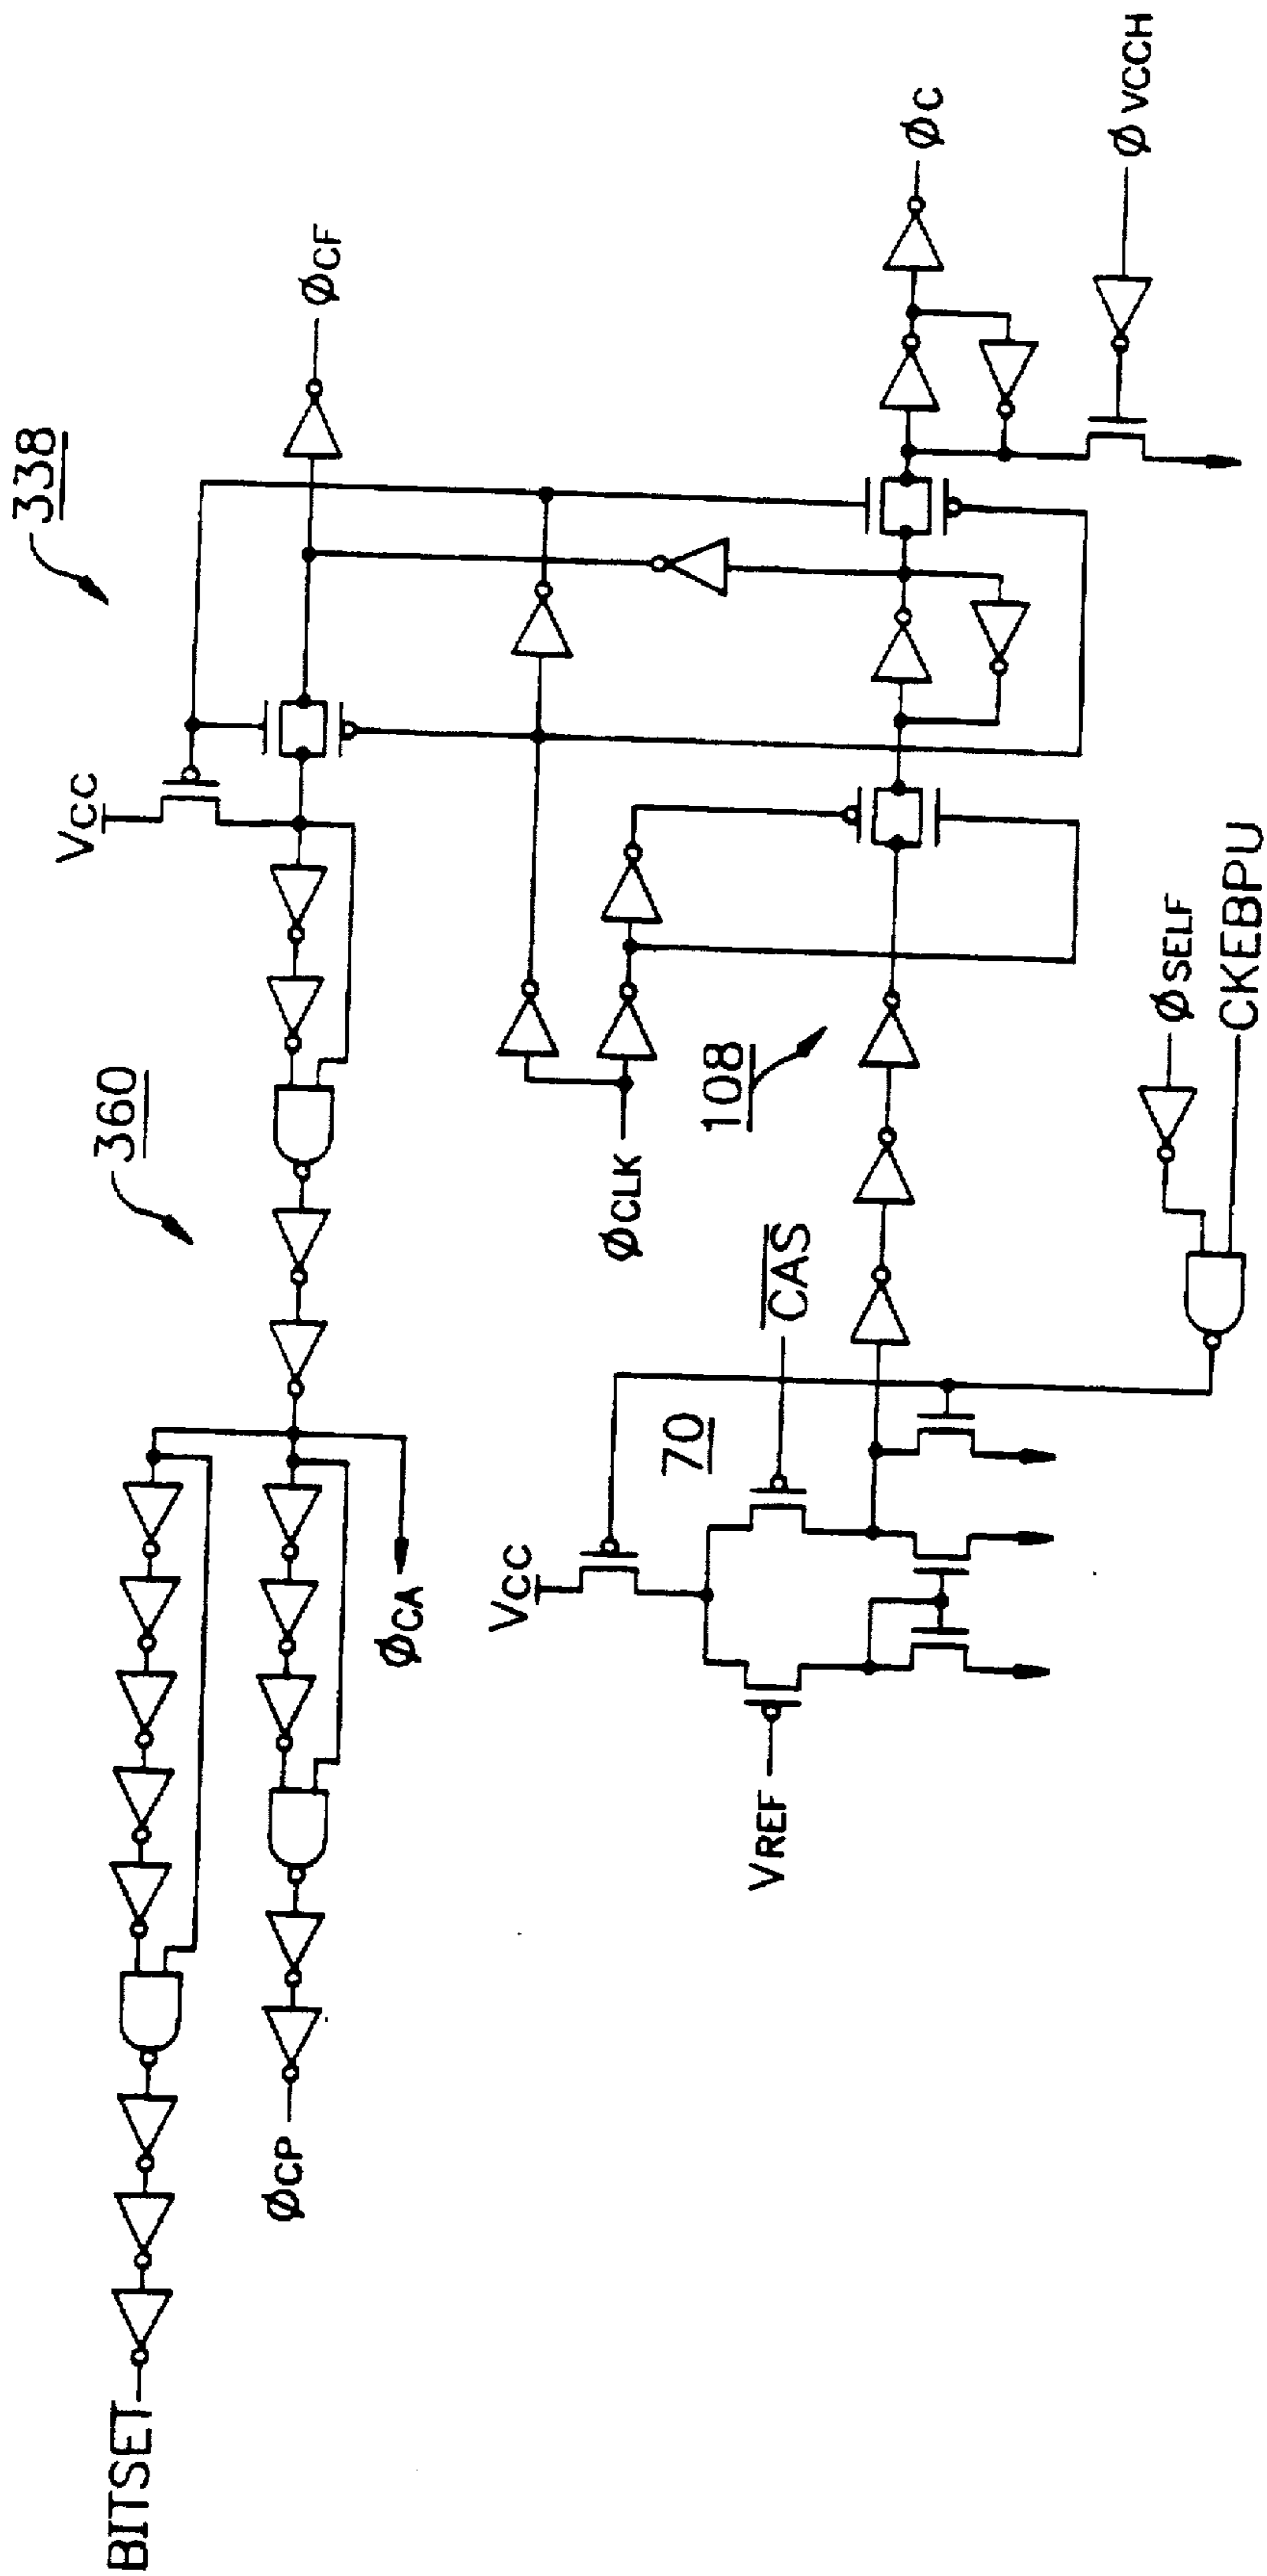 338
360
VCC
ØCF
BITSET
ØCP
ØCA
ØCLK
108
70
VCC
VREF
CAS
ØC
ØVCCH
ØSELF
CKEBPU